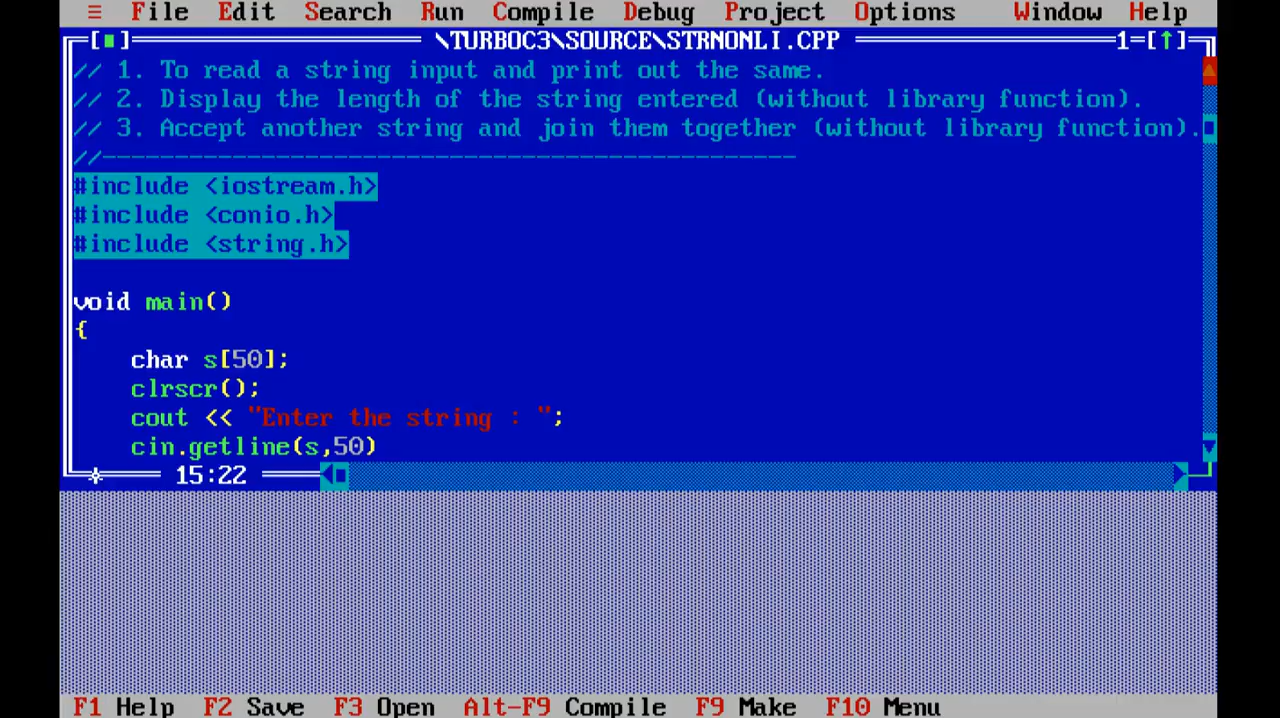 ≡ File Edit Search Run Compile Debug Project Options Window Help
[■] \TURBOC3\SOURCE\STRNONLI.CPP 1=[↑]
// 1. To read a string input and print out the same.
// 2. Display the length of the string entered (without library function).
// 3. Accept another string and join them together (without library function).
//------------------------------------------------
#include <iostream.h>
#include <conio.h>
#include <string.h>
void main()
{
char s[50];
clrscr();
cout << "Enter the string : ";
cin.getline(s,50)
15:22
F1 Help F2 Save F3 Open Alt-F9 Compile F9 Make F10 Menu